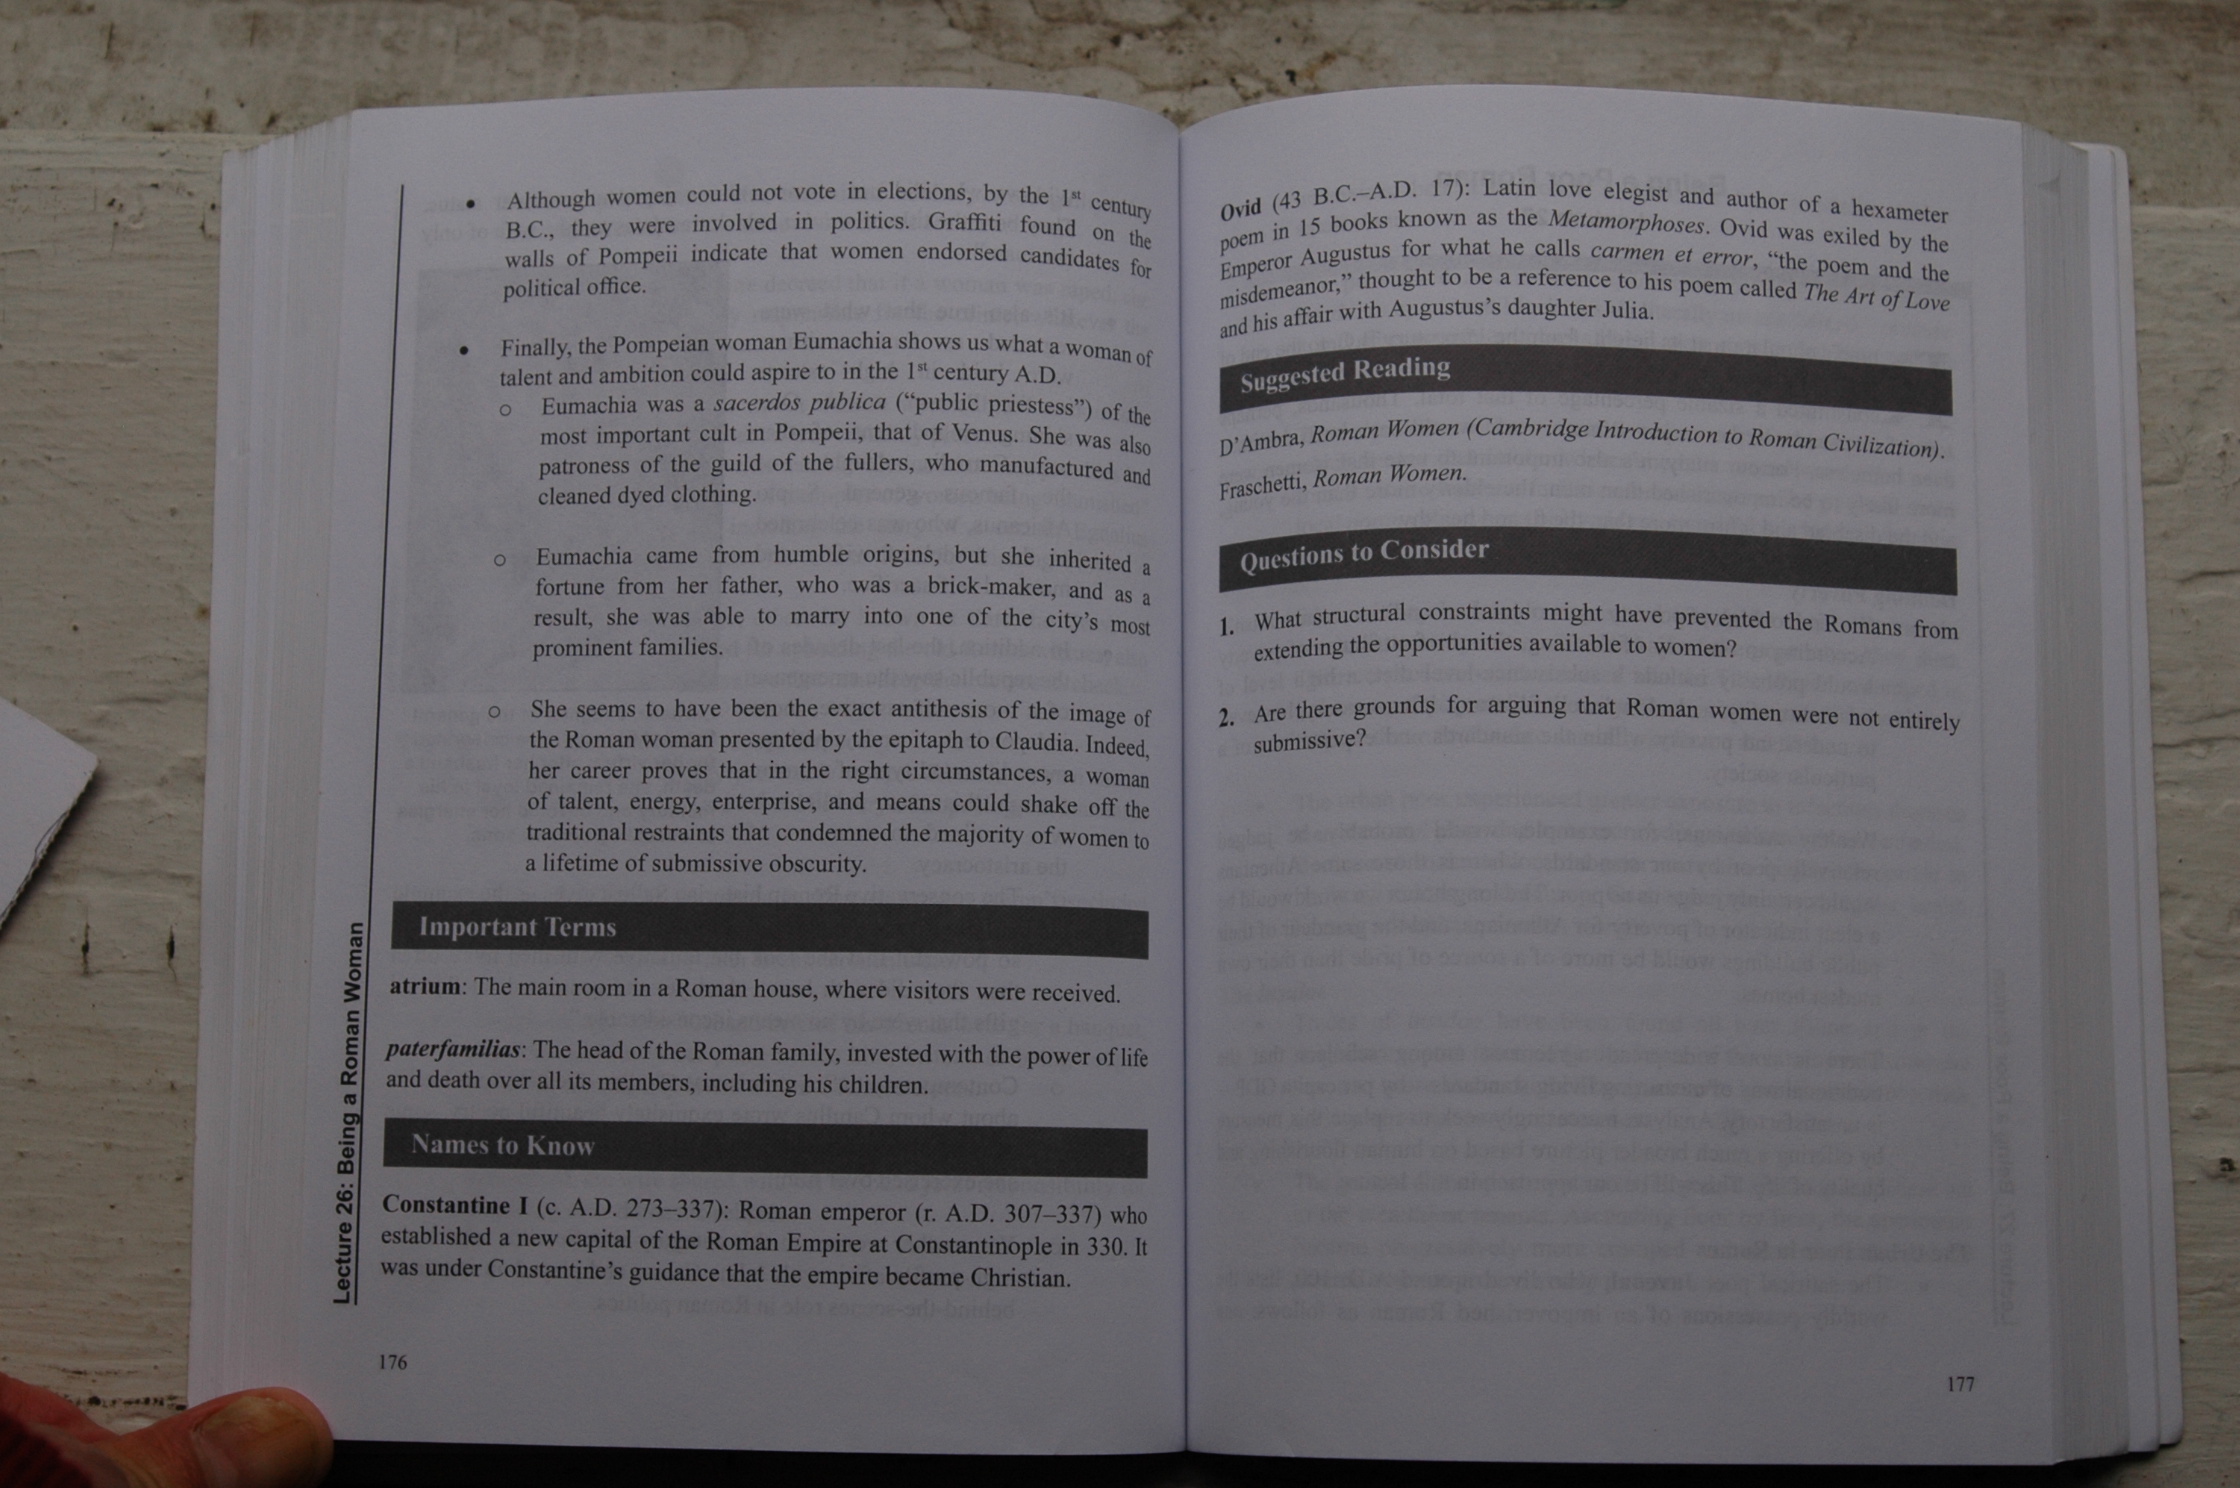 • Although women could not vote in elections, by the 1st century
B.C., they were involved in politics. Graffiti found on the
walls of Pompeii indicate that women endorsed candidates for
political office.
• Finally, the Pompeian woman Eumachia shows us what a woman of
talent and ambition could aspire to in the 1st century A.D.
o Eumachia was a sacerdos publica (“public priestess”) of the
most important cult in Pompeii, that of Venus. She was also
patroness of the guild of the fullers, who manufactured and
cleaned dyed clothing.
o Eumachia came from humble origins, but she inherited a
fortune from her father, who was a brick-maker, and as a
result, she was able to marry into one of the city’s most
prominent families.
o She seems to have been the exact antithesis of the image of
the Roman woman presented by the epitaph to Claudia. Indeed,
her career proves that in the right circumstances, a woman
of talent, energy, enterprise, and means could shake off the
traditional restraints that condemned the majority of women to
a lifetime of submissive obscurity.
Important Terms
atrium: The main room in a Roman house, where visitors were received.
paterfamilias: The head of the Roman family, invested with the power of life
and death over all its members, including his children.
Names to Know
Constantine I (c. A.D. 273–337): Roman emperor (r. A.D. 307–337) who
established a new capital of the Roman Empire at Constantinople in 330. It
was under Constantine’s guidance that the empire became Christian.
Lecture 26: Being a Roman Woman
176
Ovid (43 B.C.–A.D. 17): Latin love elegist and author of a hexameter
poem in 15 books known as the Metamorphoses. Ovid was exiled by the
Emperor Augustus for what he calls carmen et error, “the poem and the
misdemeanor,” thought to be a reference to his poem called The Art of Love
and his affair with Augustus’s daughter Julia.
Suggested Reading
D’Ambra, Roman Women (Cambridge Introduction to Roman Civilization).
Fraschetti, Roman Women.
Questions to Consider
1. What structural constraints might have prevented the Romans from
extending the opportunities available to women?
2. Are there grounds for arguing that Roman women were not entirely
submissive?
177